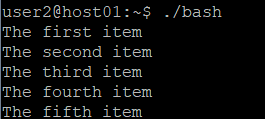 user2@host01:~$ ./bash
The first item
The second item
The third item
The fourth item
The fifth item